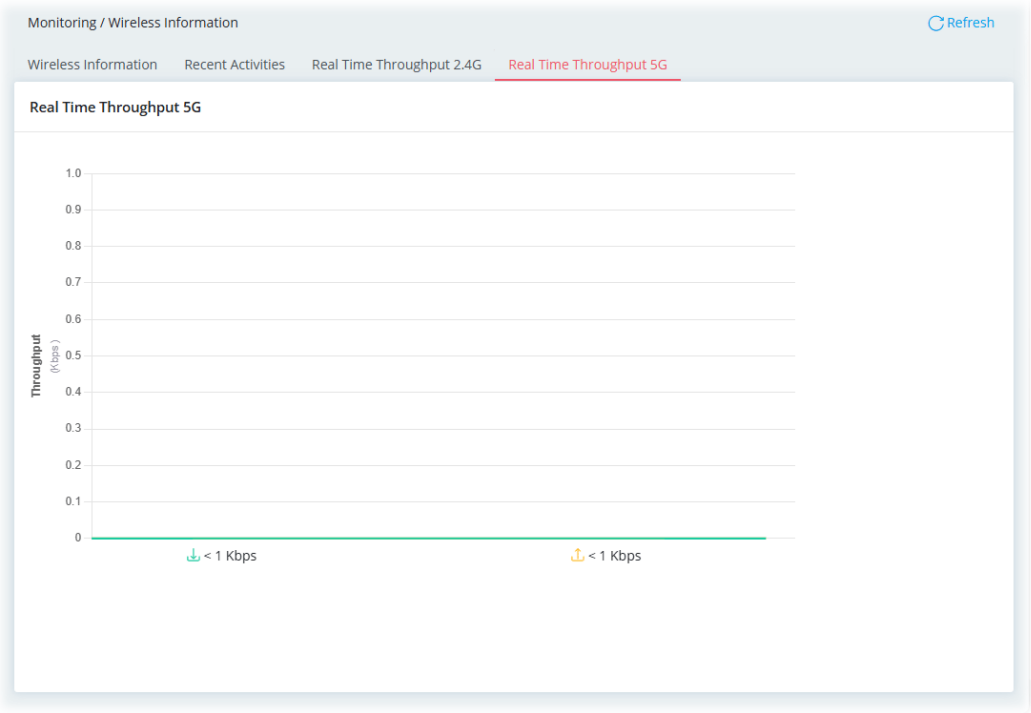 Monitoring / Wireless Information
Refresh
Wireless Information Recent Activities Real Time Throughput 2.4G Real Time Throughput 5G
Real Time Throughput 5G
1.0
0.9
0.8
0.7
0.6
0.5
0.4
0.3
0.2
0.1
0
Throughput
(Kbps )
< 1 Kbps
< 1 Kbps